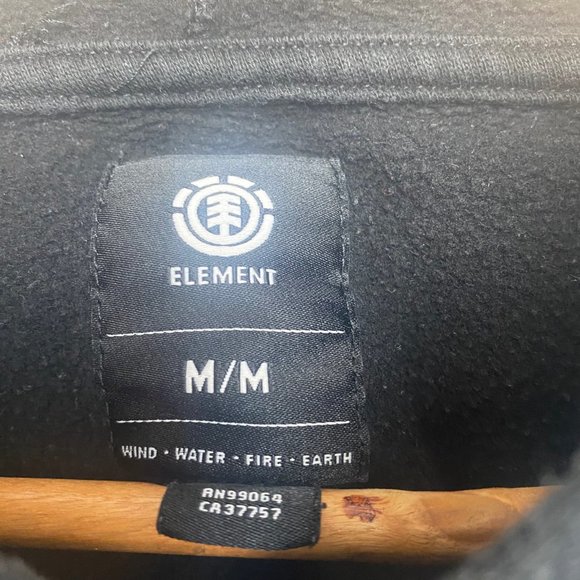 ELEMENT
M/M
WIND • WATER • FIRE • EARTH
RN99064
CA37757